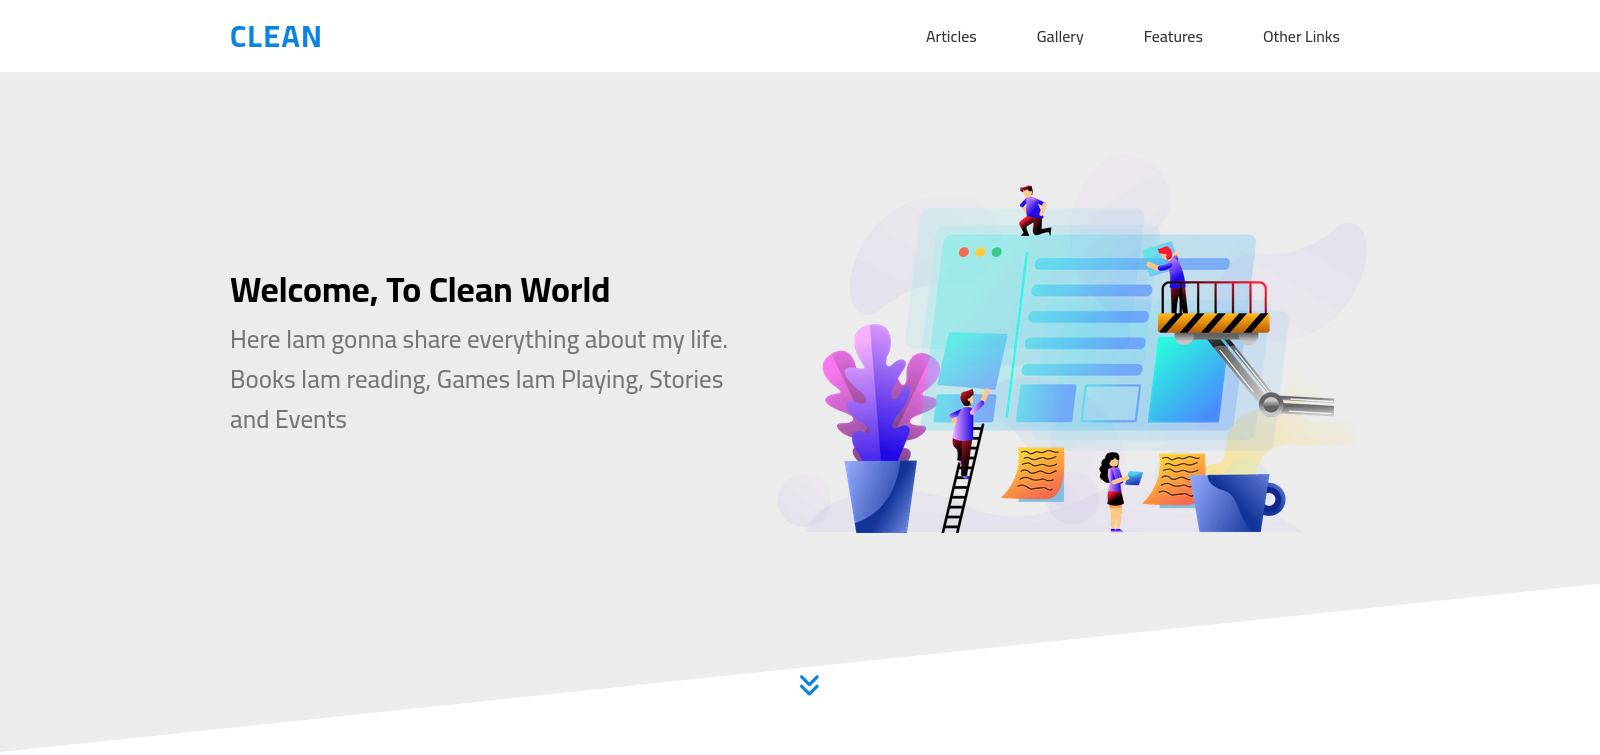 CLEAN
Articles Gallery Features Other Links
Welcome, To Clean World
Here Iam gonna share everything about my life.
Books Iam reading, Games Iam Playing, Stories
and Events